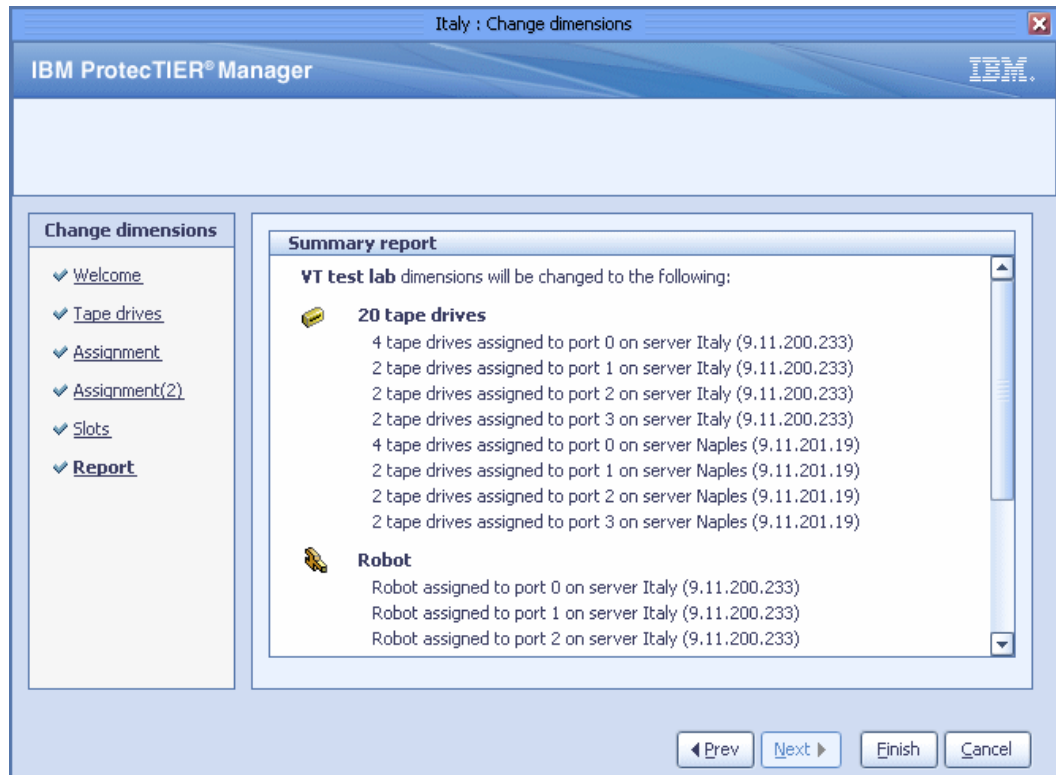 Italy : Change dimensions
IBM ProtecTIER® Manager
IBM.
Change dimensions
Welcome
Tape drives
Assignment
Assignment(2)
Slots
Report
Summary report
VT test lab dimensions will be changed to the following:
20 tape drives
4 tape drives assigned to port 0 on server Italy (9.11.200.233)
2 tape drives assigned to port 1 on server Italy (9.11.200.233)
2 tape drives assigned to port 2 on server Italy (9.11.200.233)
2 tape drives assigned to port 3 on server Italy (9.11.200.233)
4 tape drives assigned to port 0 on server Naples (9.11.201.19)
2 tape drives assigned to port 1 on server Naples (9.11.201.19)
2 tape drives assigned to port 2 on server Naples (9.11.201.19)
2 tape drives assigned to port 3 on server Naples (9.11.201.19)
Robot
Robot assigned to port 0 on server Italy (9.11.200.233)
Robot assigned to port 1 on server Italy (9.11.200.233)
Robot assigned to port 2 on server Italy (9.11.200.233)
Prev Next Finish Cancel